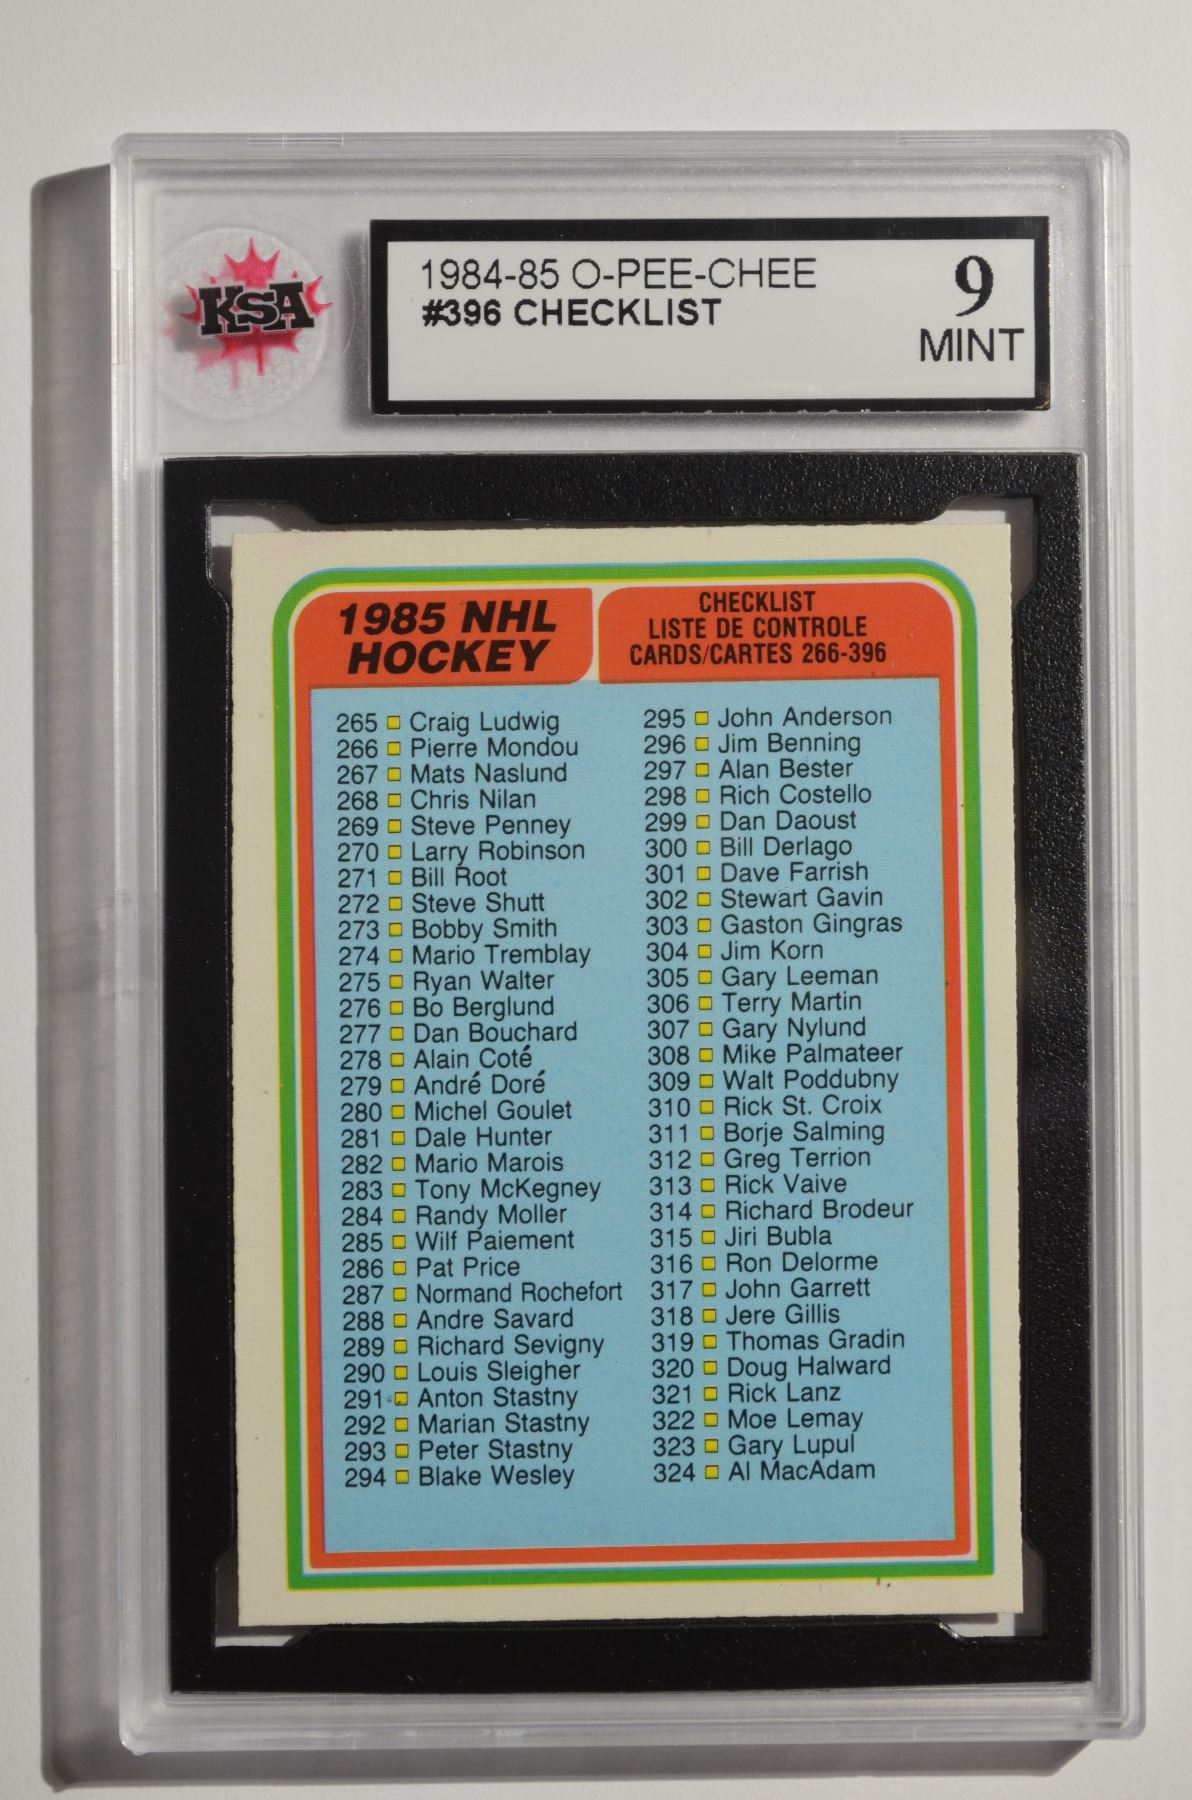 KSA
1984-85 O-PEE-CHEE
#396 CHECKLIST
9
MINT
1985 NHL
HOCKEY
CHECKLIST
LISTE DE CONTROLE
CARDS/CARTES 266-396
265 Craig Ludwig
266 Pierre Mondou
267 Mats Naslund
268 Chris Nilan
269 Steve Penney
270 Larry Robinson
271 Bill Root
272 Steve Shutt
273 Bobby Smith
274 Mario Tremblay
275 Ryan Walter
276 Bo Berglund
277 Dan Bouchard
278 Alain Coté
279 André Doré
280 Michel Goulet
281 Dale Hunter
282 Mario Marois
283 Tony McKegney
284 Randy Moller
285 Wilf Paiement
286 Pat Price
287 Normand Rochefort
288 Andre Savard
289 Richard Sevigny
290 Louis Sleigher
291 Anton Stastny
292 Marian Stastny
293 Peter Stastny
294 Blake Wesley
295 John Anderson
296 Jim Benning
297 Alan Bester
298 Rich Costello
299 Dan Daoust
300 Bill Derlago
301 Dave Farrish
302 Stewart Gavin
303 Gaston Gingras
304 Jim Korn
305 Gary Leeman
306 Terry Martin
307 Gary Nylund
308 Mike Palmateer
309 Walt Poddubny
310 Rick St. Croix
311 Borje Salming
312 Greg Terrion
313 Rick Vaive
314 Richard Brodeur
315 Jiri Bubla
316 Ron Delorme
317 John Garrett
318 Jere Gillis
319 Thomas Gradin
320 Doug Halward
321 Rick Lanz
322 Moe Lemay
323 Gary Lupul
324 Al MacAdam